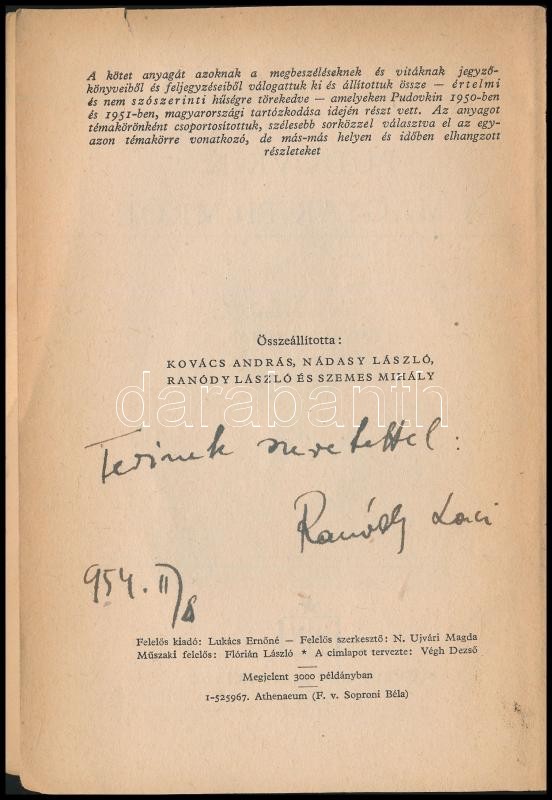 A kötet anyagát azoknak a megbeszéléseknek és vitáknak jegyző-
könyveiből és feljegyzéseiből válogattuk ki és állítottuk össze — értelmi
és nem szószerinti hűségre törekedve — amelyeken Pudovkin 1950-ben
és 1951-ben, magyarországi tartózkodása idején részt vett. Az anyagot
témakörönként csoportosítottuk, szélesebb sorközzel választva el az egy-
azon témakörre vonatkozó, de más-más helyen és időben elhangzott
részleteket
Összeállította:
KOVÁCS ANDRÁS, NÁDASY LÁSZLÓ,
RANÓDY LÁSZLÓ ÉS SZEMES MIHÁLY
darabanth
Terinek szeretettel:
Ranódy Laci
954. II/8
Felelős kiadó: Lukács Ernőné — Felelős szerkesztő: N. Ujvári Magda
Műszaki felelős: Flórián László * A címlapot tervezte: Végh Dezső
Megjelent 3000 példányban
1-525967. Athenaeum (F. v. Soproni Béla)